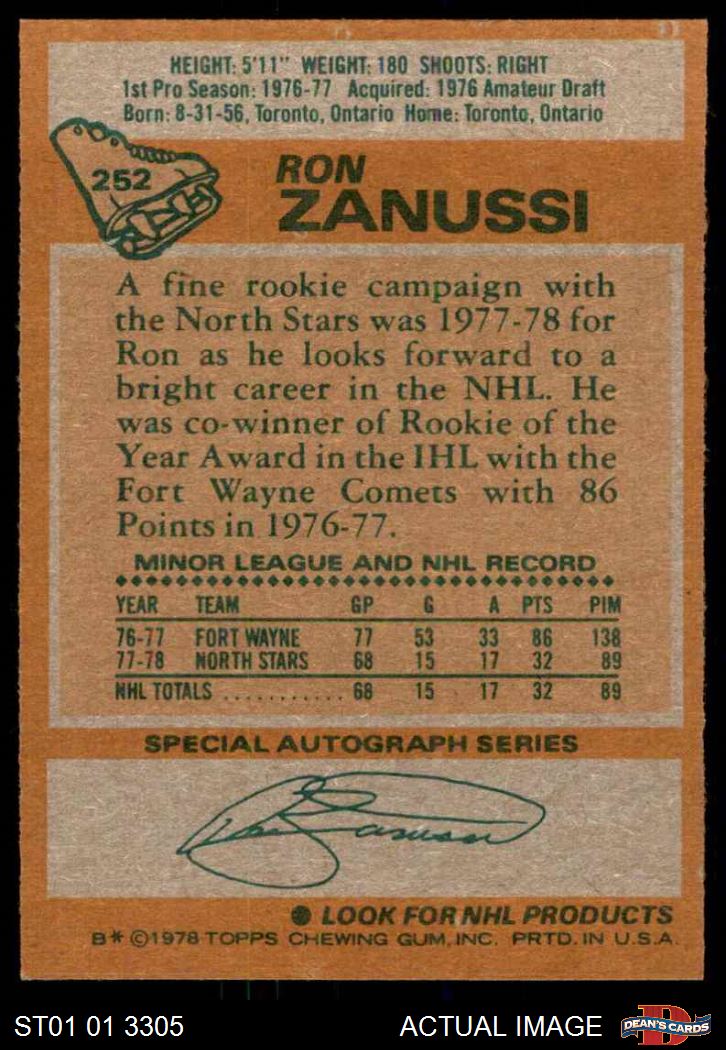 HEIGHT: 5'11" WEIGHT: 180 SHOOTS: RIGHT
1st Pro Season: 1976-77 Acquired: 1976 Amateur Draft
Born: 8-31-56, Toronto, Ontario Home: Toronto, Ontario
252
RON
ZANUSSI
A fine rookie campaign with
the North Stars was 1977-78 for
Ron as he looks forward to a
bright career in the NHL. He
was co-winner of Rookie of the
Year Award in the IHL with the
Fort Wayne Comets with 86
Points in 1976-77.
MINOR LEAGUE AND NHL RECORD
YEAR TEAM GP G A PTS PIM
76-77 FORT WAYNE 77 53 33 86 138
77-78 NORTH STARS 68 15 17 32 89
NHL TOTALS ........... 68 15 17 32 89
SPECIAL AUTOGRAPH SERIES
Ron Zanussi
LOOK FOR NHL PRODUCTS
B* ©1978 TOPPS CHEWING GUM, INC. PRTD. IN U.S.A.
ST01 01 3305 ACTUAL IMAGE D DEAN'S CARDS